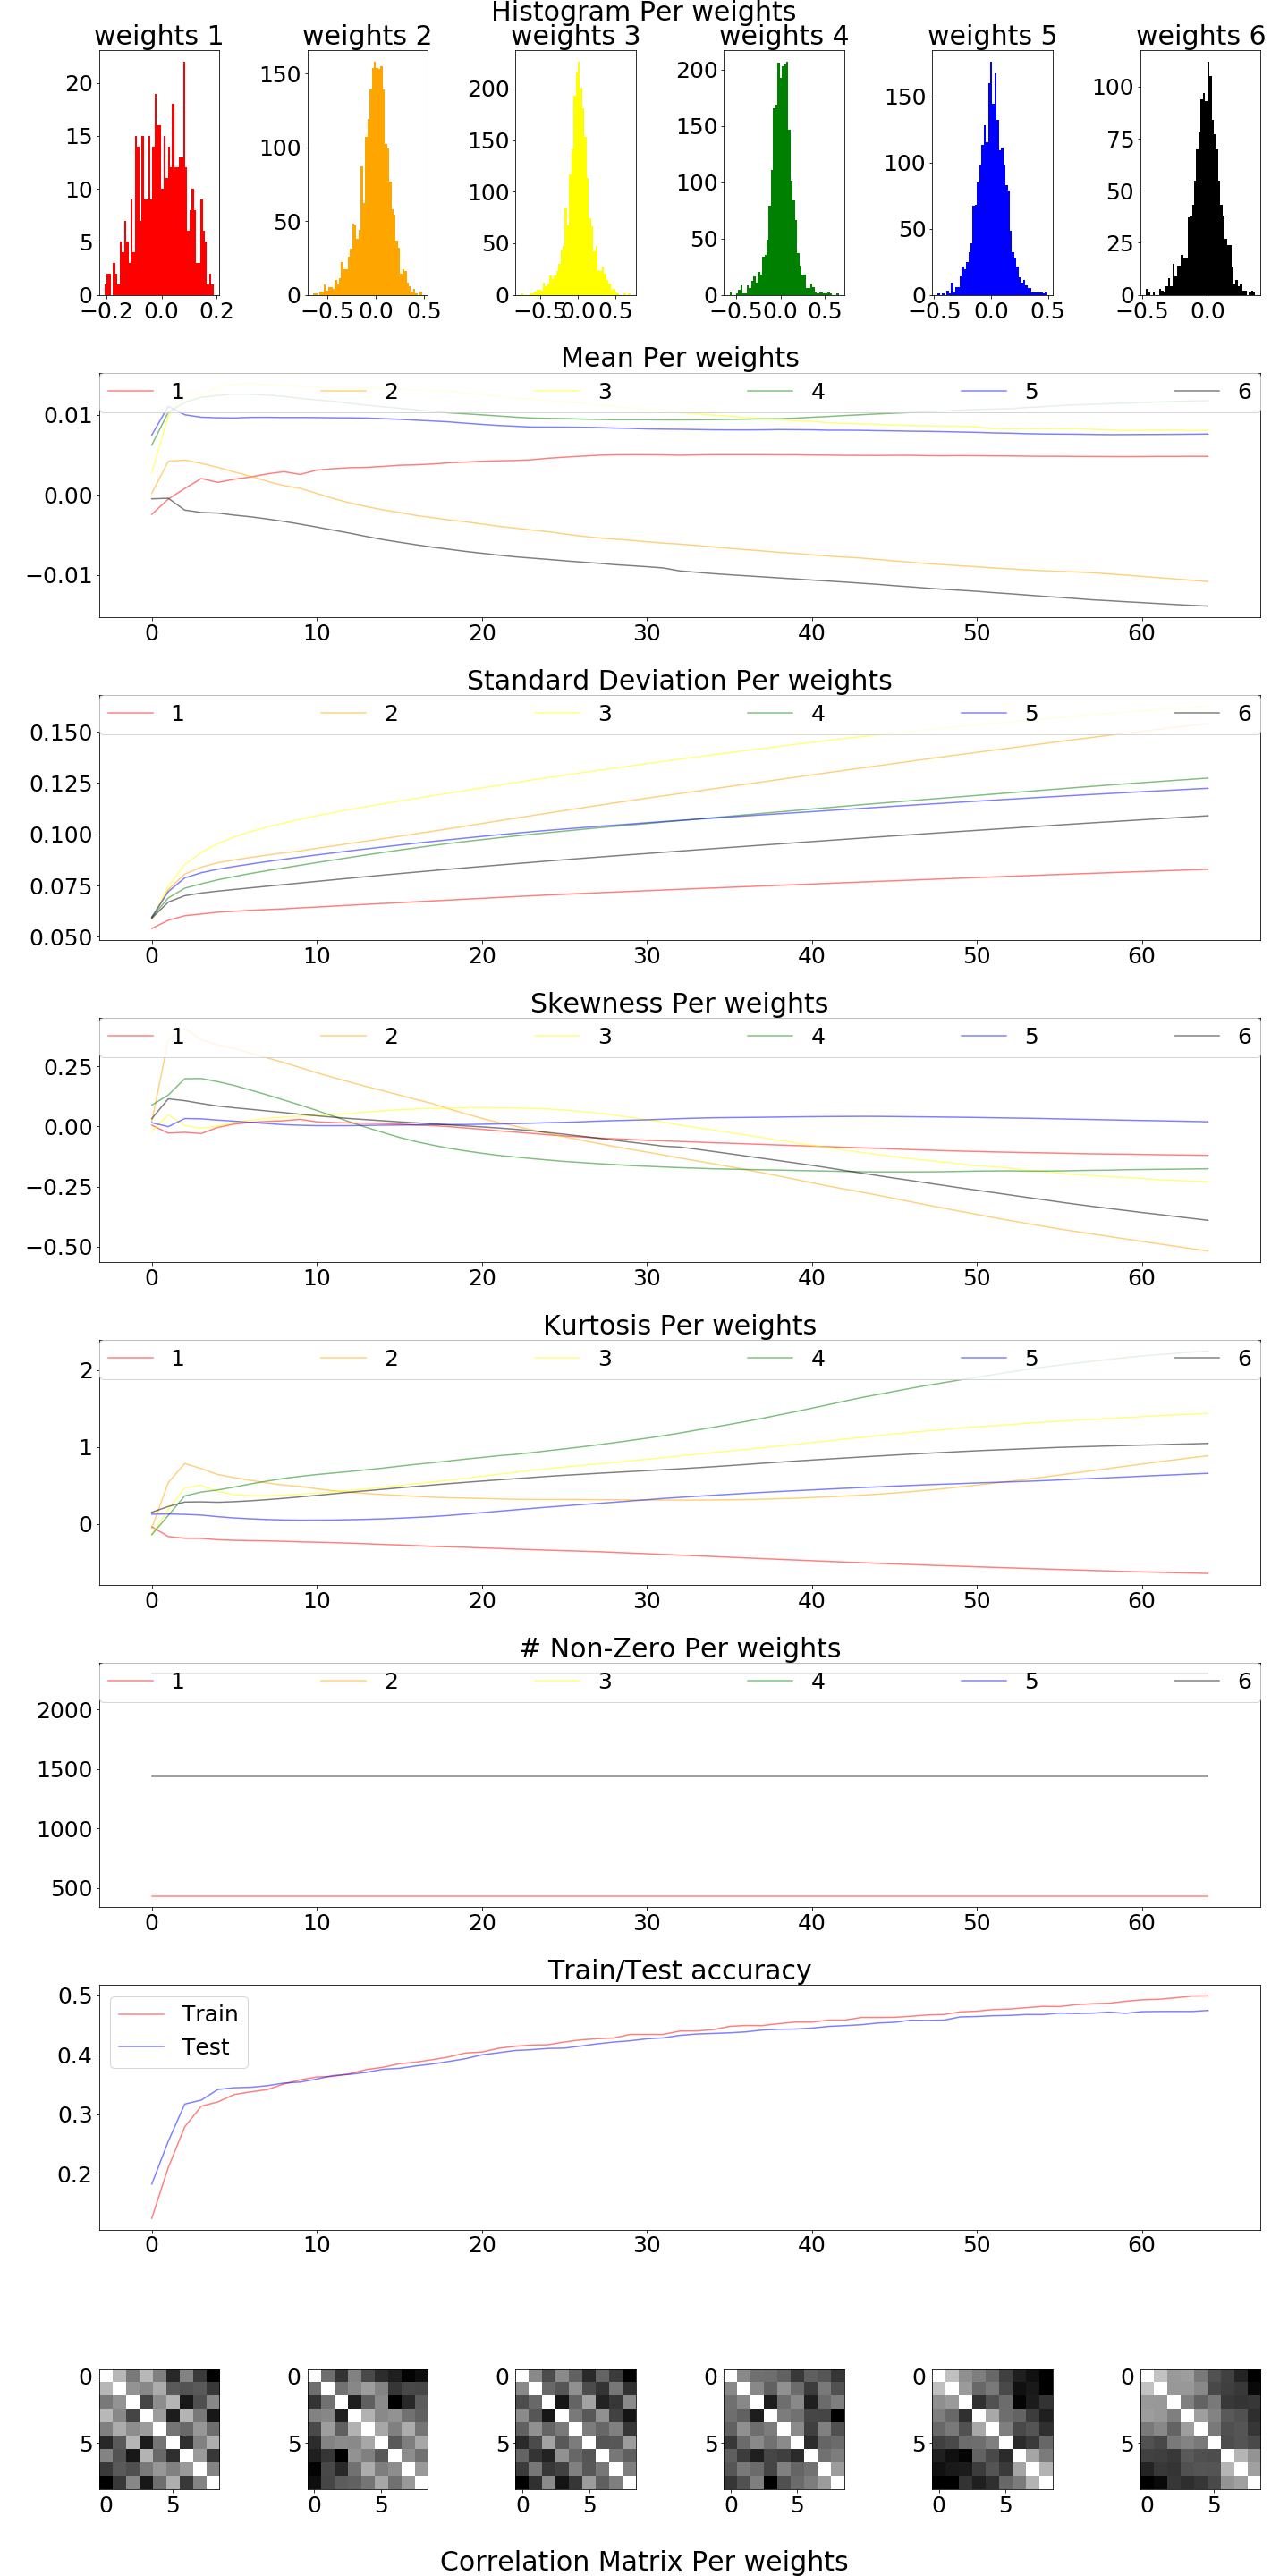 Histogram Per weights
weights 1 weights 2 weights 3 weights 4 weights 5 weights 6
20
15
10
5
0
−0.2 0.0 0.2
150
100
50
0
−0.5 0.0 0.5
200
150
100
50
0
−0.5 0.0 0.5
200
150
100
50
0
−0.5 0.0 0.5
150
100
50
0
−0.5 0.0 0.5
100
75
50
25
0
−0.5 0.0
Mean Per weights
1 2 3 4 5 6
0.01
0.00
−0.01
0 10 20 30 40 50 60
Standard Deviation Per weights
1 2 3 4 5 6
0.150
0.125
0.100
0.075
0.050
0 10 20 30 40 50 60
Skewness Per weights
1 2 3 4 5 6
0.25
0.00
−0.25
−0.50
0 10 20 30 40 50 60
Kurtosis Per weights
1 2 3 4 5 6
2
1
0
0 10 20 30 40 50 60
# Non-Zero Per weights
1 2 3 4 5 6
2000
1500
1000
500
0 10 20 30 40 50 60
Train/Test accuracy
Train
Test
0.5
0.4
0.3
0.2
0 10 20 30 40 50 60
0 0 0 0 0 0
5 5 5 5 5 5
0 5 0 5 0 5 0 5 0 5 0 5
Correlation Matrix Per weights